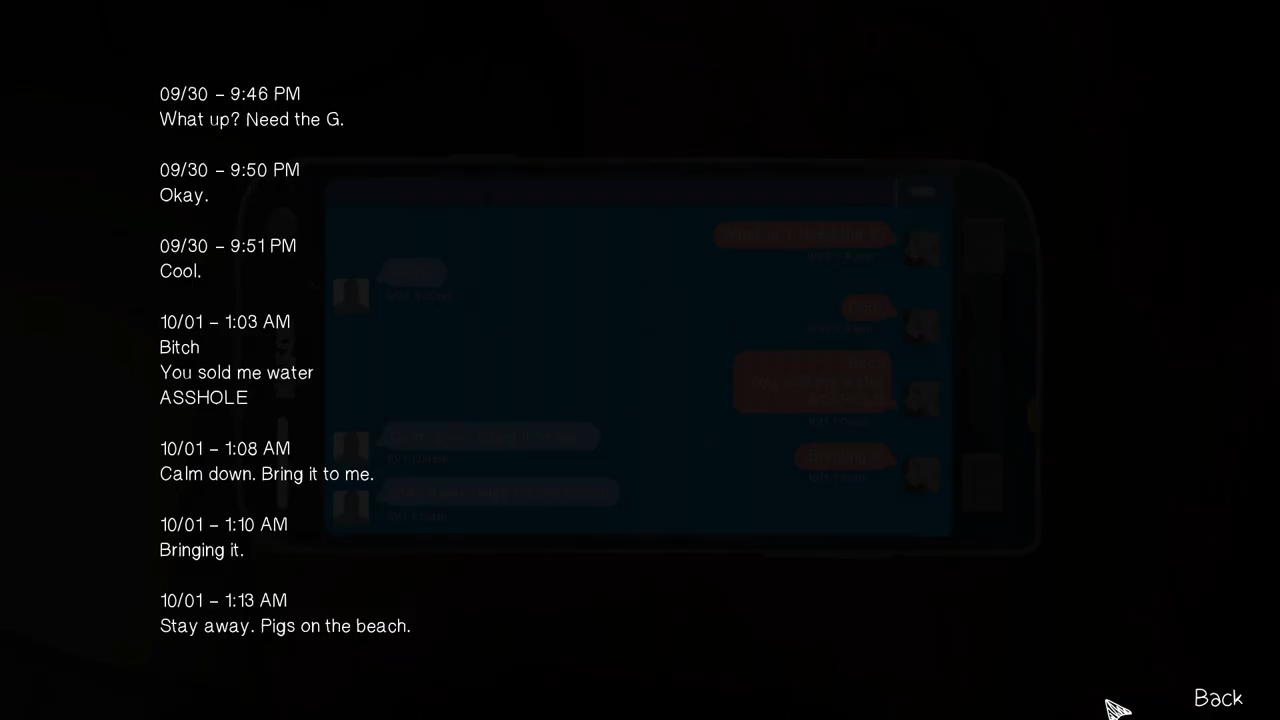 09/30 – 9:46 PM
What up? Need the G.
09/30 – 9:50 PM
Okay.
09/30 – 9:51 PM
Cool.
10/01 – 1:03 AM
Bitch
You sold me water
ASSHOLE
10/01 – 1:08 AM
Calm down. Bring it to me.
10/01 – 1:10 AM
Bringing it.
10/01 – 1:13 AM
Stay away. Pigs on the beach.
Back